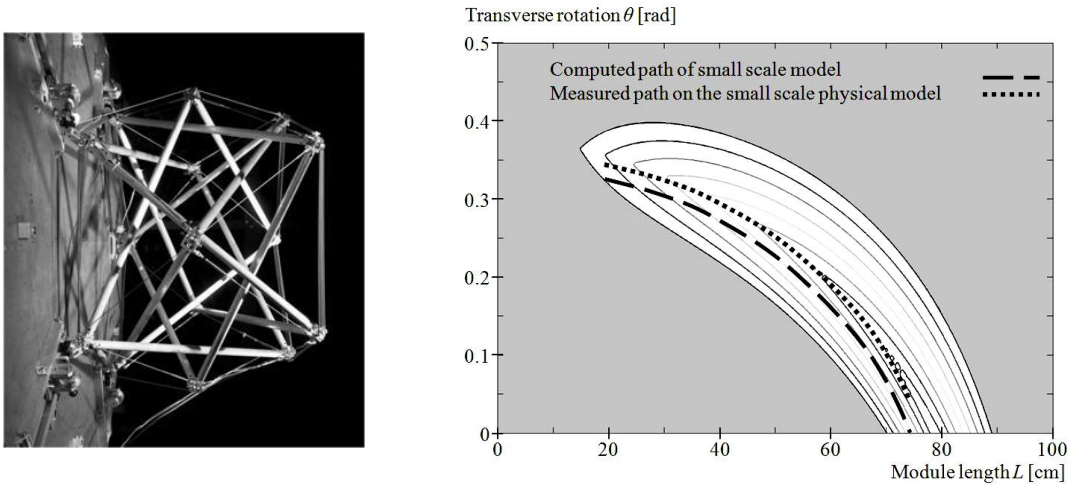 Transverse rotation θ [rad]
0.5
Computed path of small scale model
Measured path on the small scale physical model
0.4
0.3
0.2
0.1
0
0 20 40 60 80 100
Module length L [cm]